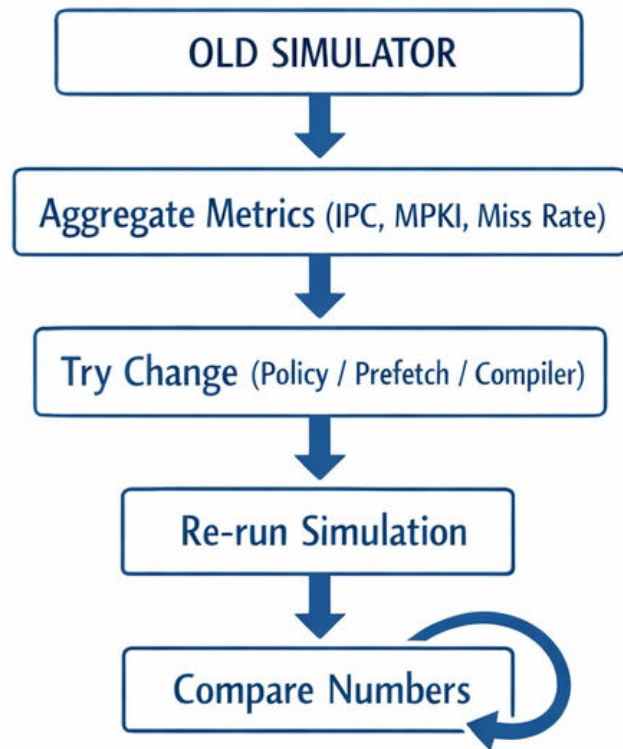 OLD SIMULATOR
Aggregate Metrics (IPC, MPKI, Miss Rate)
Try Change (Policy / Prefetch / Compiler)
Re-run Simulation
Compare Numbers